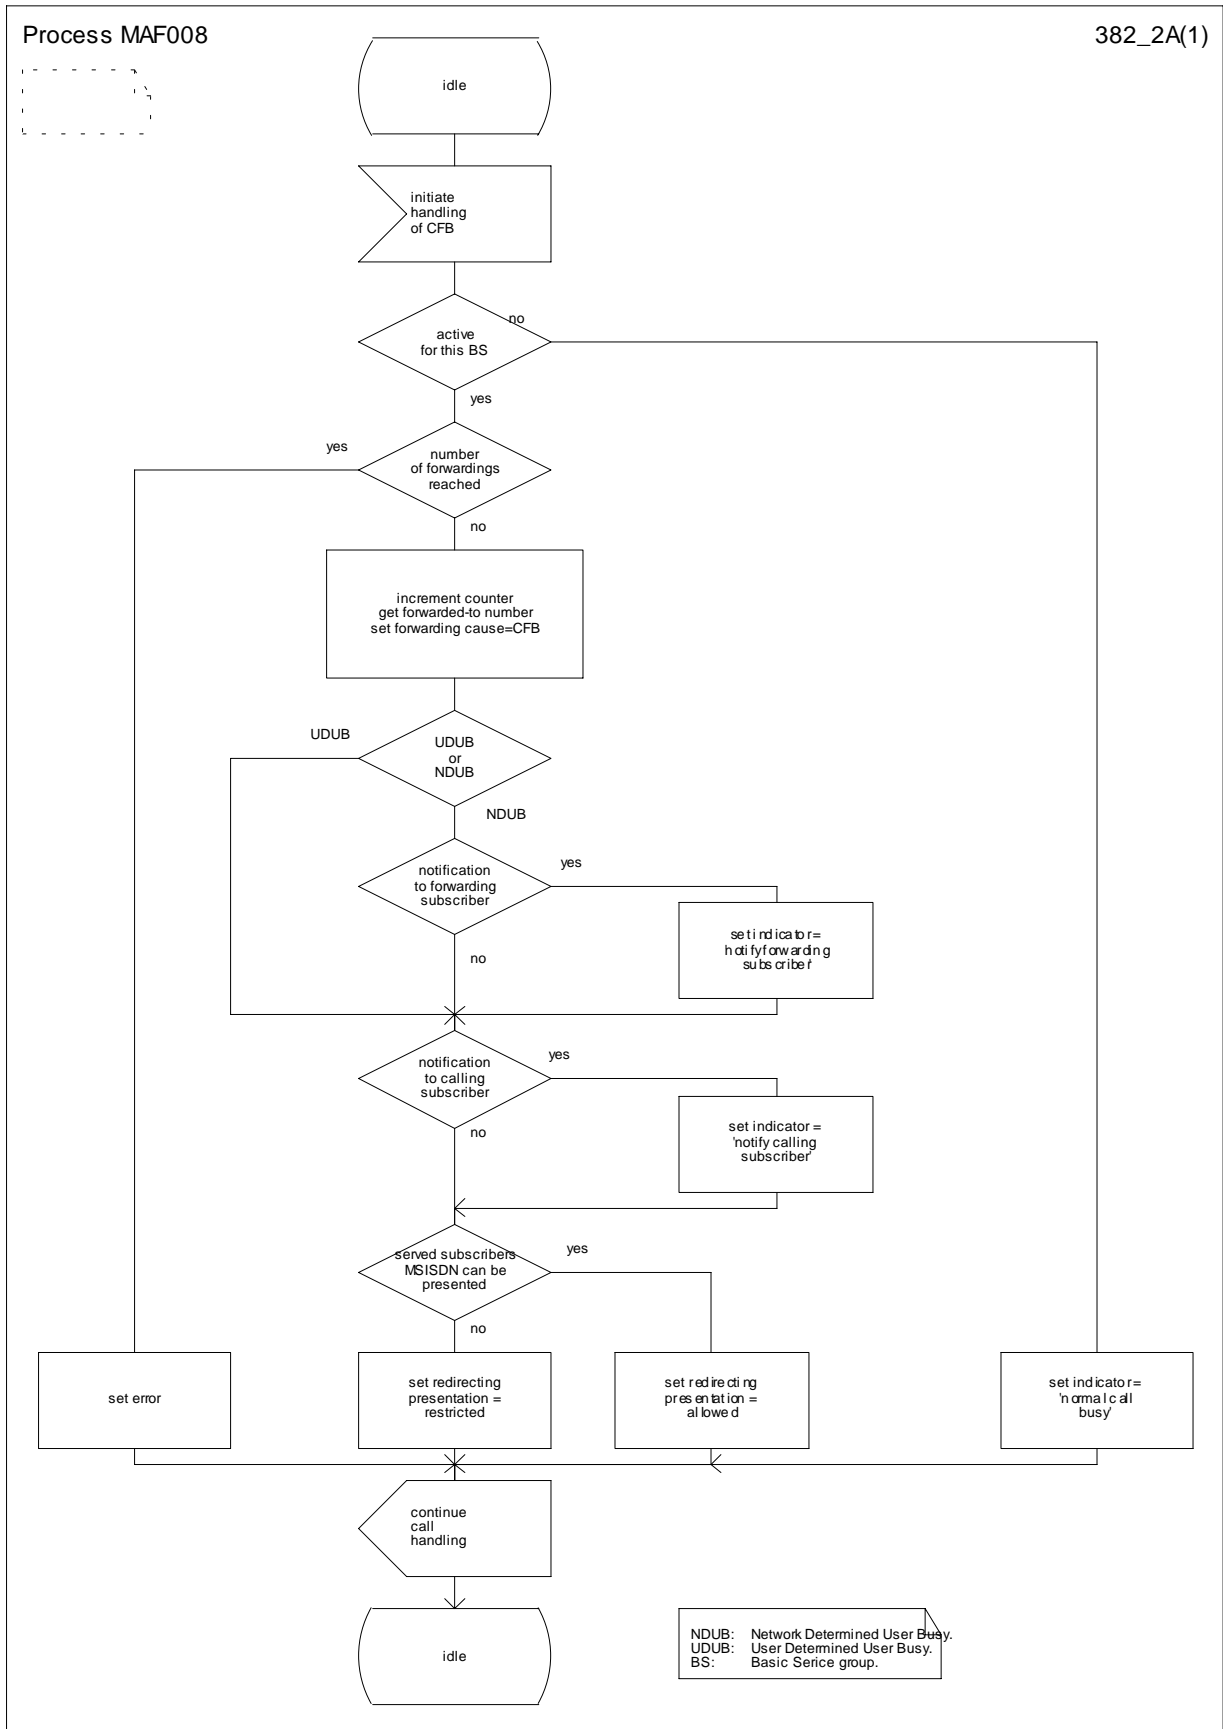 Process MAF008
382_2A(1)
idle
initiate
handling
of CFB
no
active
for this BS
yes
yes
number
of forwardings
reached
no
increment counter
get forwarded-to number
set forwarding cause=CFB
UDUB
UDUB
or
NDUB
NDUB
notification
to forwarding
subscriber
yes
set indicator=
'notify forwarding
subscriber'
no
notification
to calling
subscriber
yes
set indicator =
'notify calling
subscriber'
no
served subscribers
MSISDN can be
presented
yes
no
set error
set redirecting
presentation =
restricted
set redirecting
presentation =
allowed
set indicator=
'normal call
busy'
continue
call
handling
idle
NDUB: Network Determined User Busy.
UDUB: User Determined User Busy.
BS: Basic Serice group.